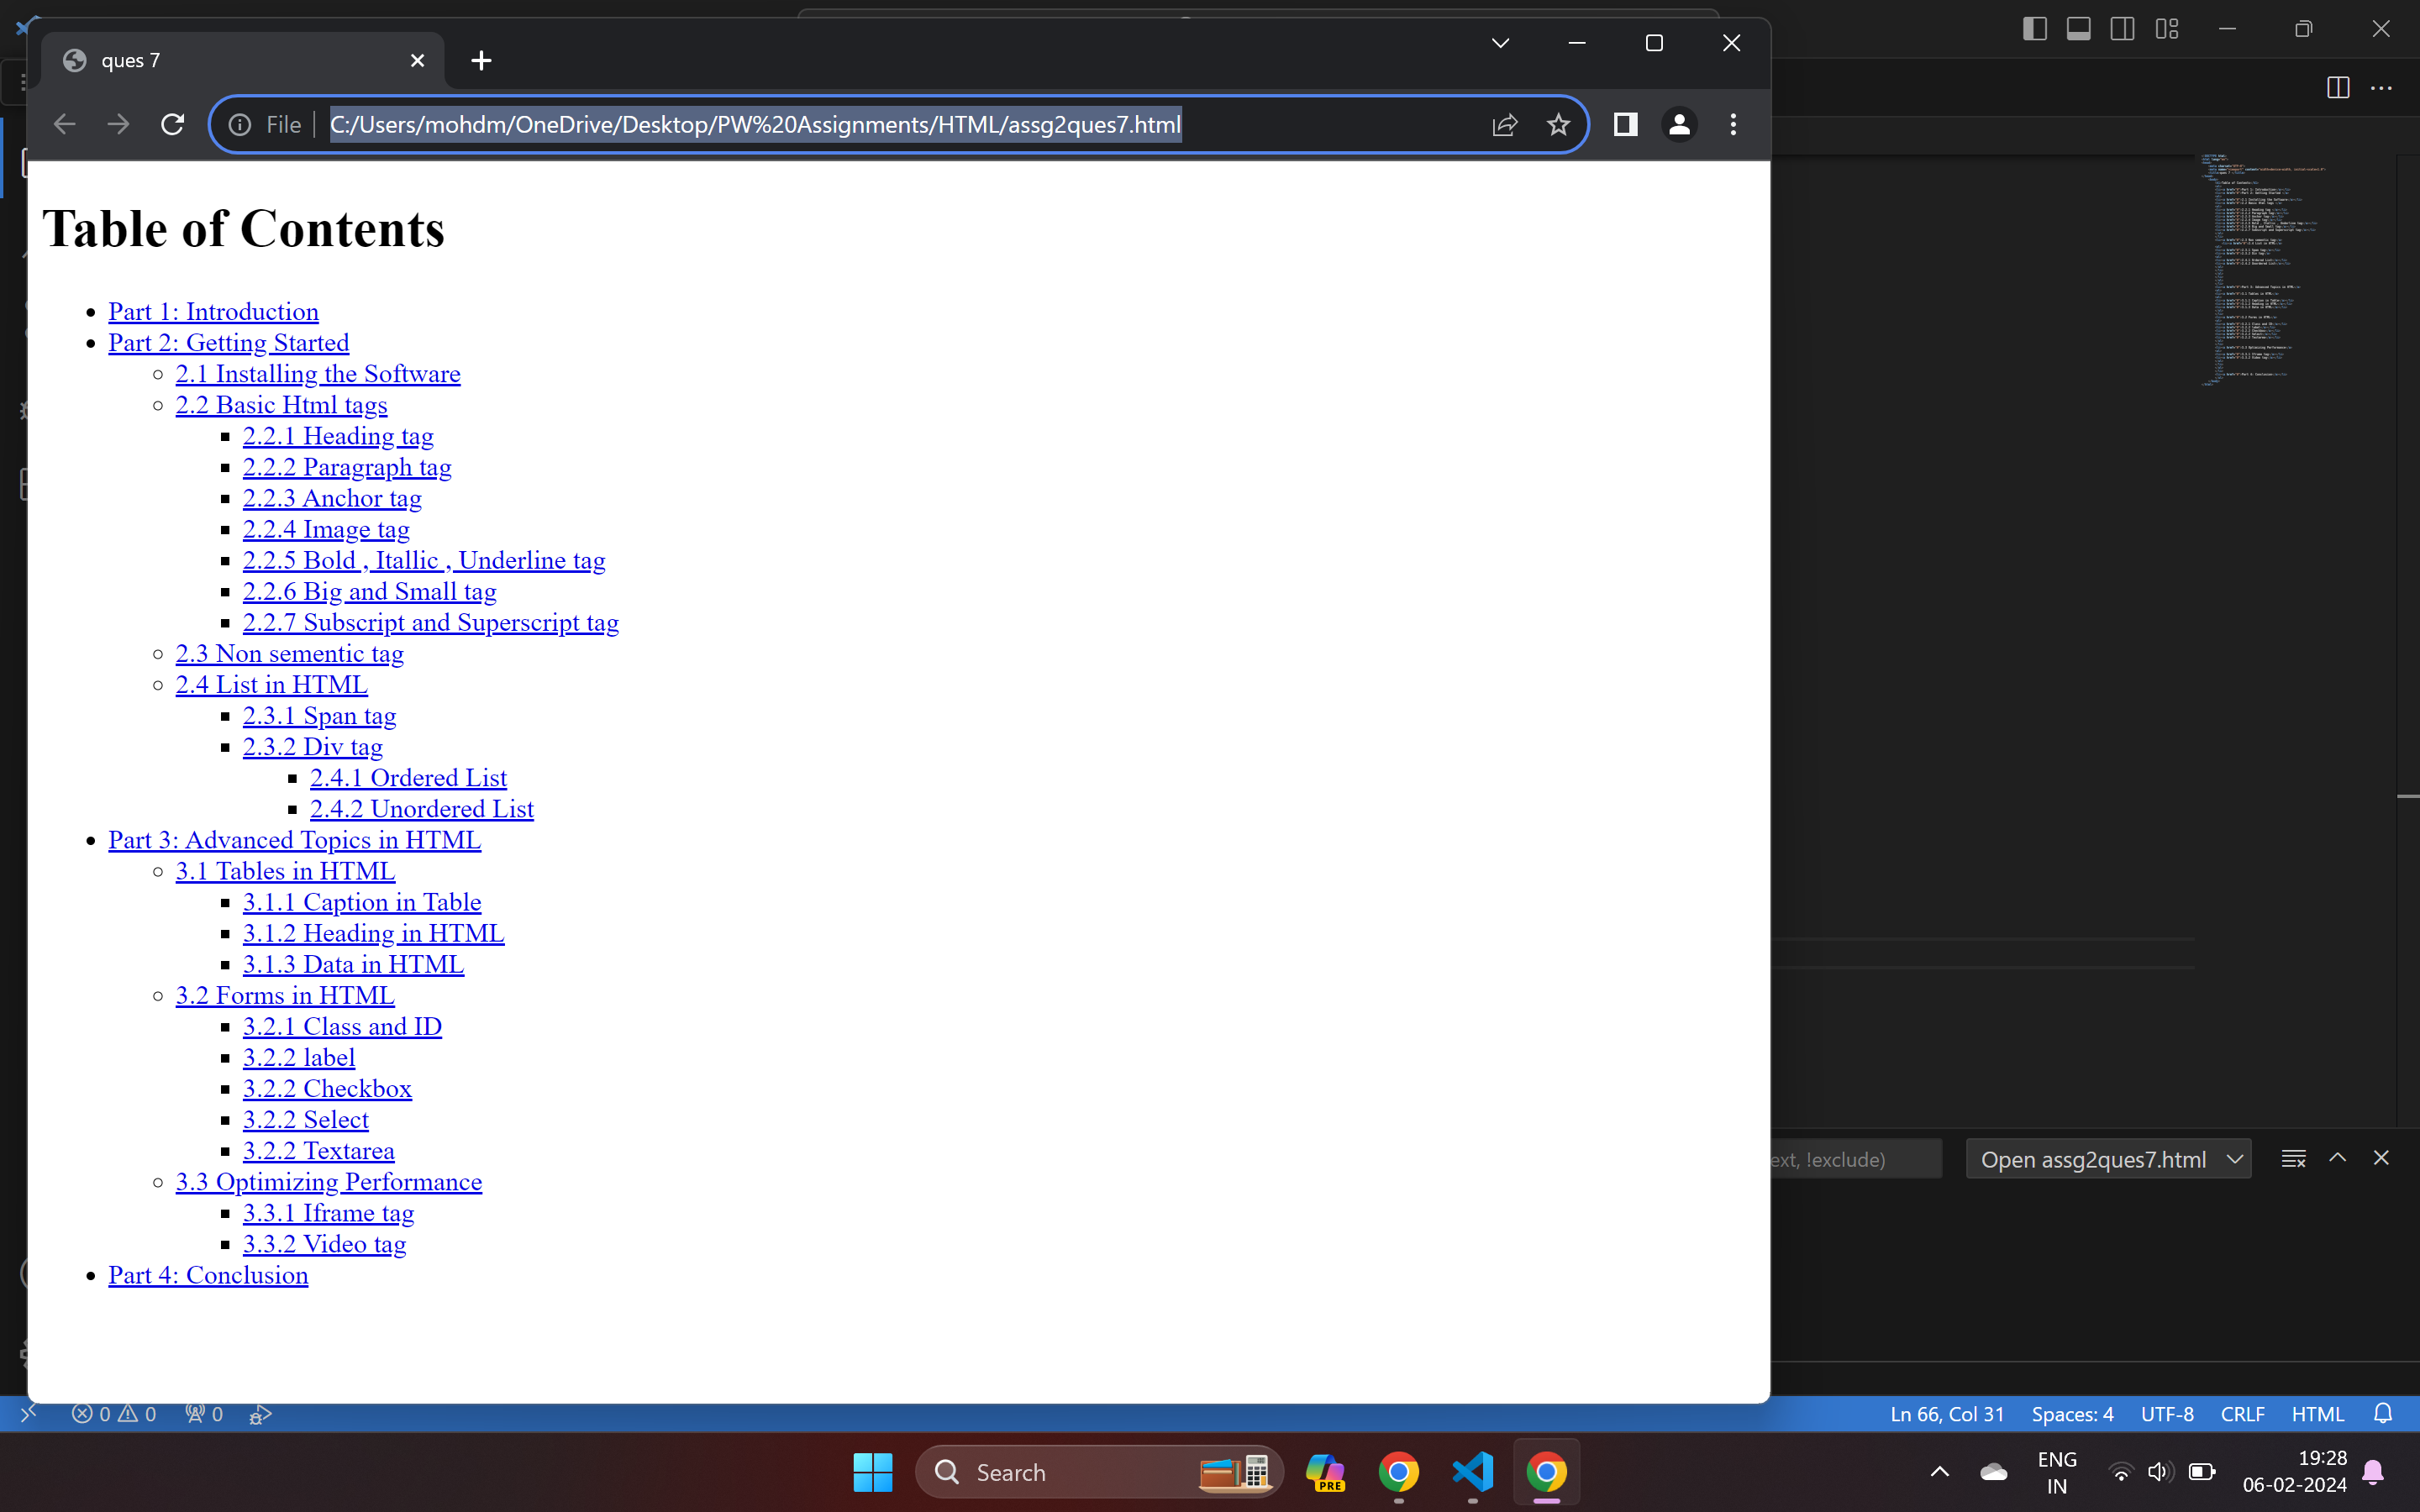 ques 7
File
C:/Users/mohdm/OneDrive/Desktop/PW%20Assignments/HTML/assg2ques7.html
Table of Contents
Part 1: Introduction
Part 2: Getting Started
2.1 Installing the Software
2.2 Basic Html tags
2.2.1 Heading tag
2.2.2 Paragraph tag
2.2.3 Anchor tag
2.2.4 Image tag
2.2.5 Bold , Itallic , Underline tag
2.2.6 Big and Small tag
2.2.7 Subscript and Superscript tag
2.3 Non sementic tag
2.4 List in HTML
2.3.1 Span tag
2.3.2 Div tag
2.4.1 Ordered List
2.4.2 Unordered List
Part 3: Advanced Topics in HTML
3.1 Tables in HTML
3.1.1 Caption in Table
3.1.2 Heading in HTML
3.1.3 Data in HTML
3.2 Forms in HTML
3.2.1 Class and ID
3.2.2 label
3.2.2 Checkbox
3.2.2 Select
3.2.2 Textarea
3.3 Optimizing Performance
3.3.1 Iframe tag
3.3.2 Video tag
Part 4: Conclusion
ext, !exclude)
Open assg2ques7.html
0 0 0
Ln 66, Col 31 Spaces: 4 UTF-8 CRLF HTML
Search
PRE
ENG
IN
19:28
06-02-2024